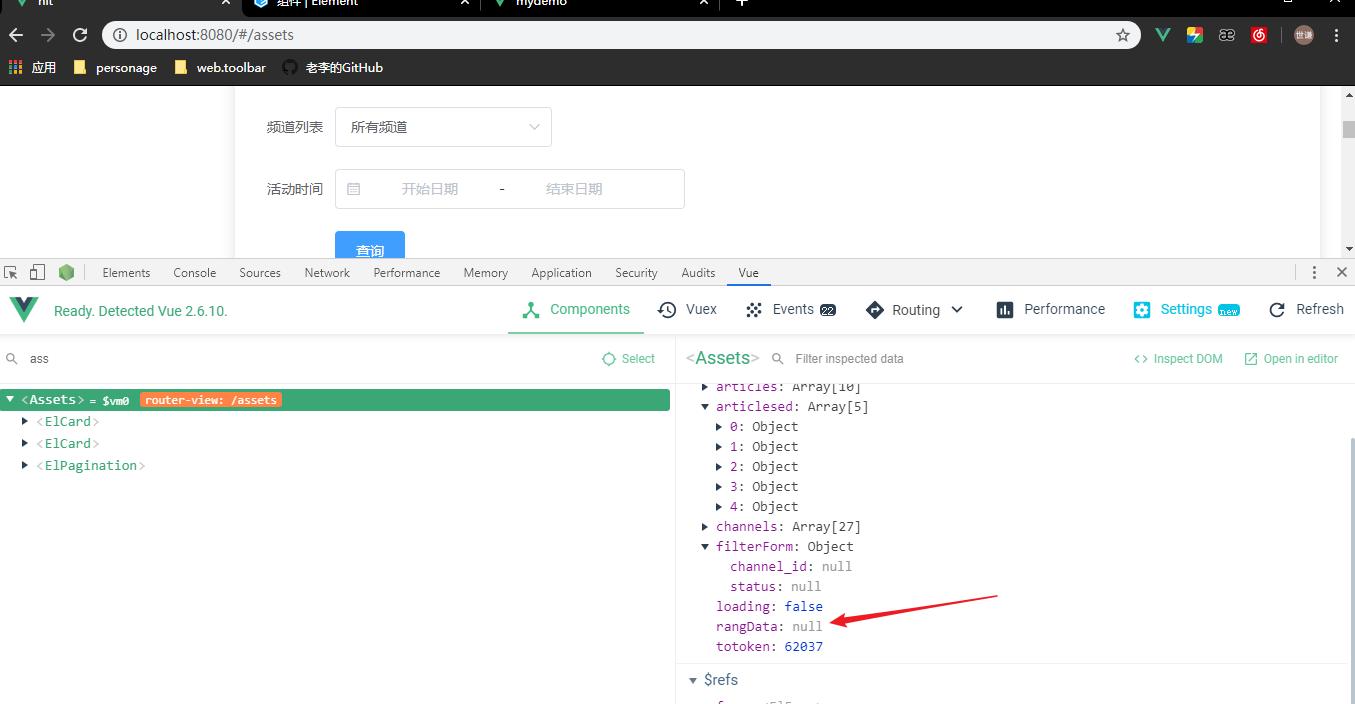 hit
组件 | Element
mydemo
localhost:8080/#/assets
世谦
应用
personage
web.toolbar
老李的GitHub
频道列表 所有频道
活动时间 开始日期 - 结束日期
查询
Elements Console Sources Network Performance Memory Application Security Audits Vue
Ready. Detected Vue 2.6.10.
Components Vuex Events 22 Routing Performance Settings new Refresh
ass Select
<Assets> Filter inspected data Inspect DOM Open in editor
<Assets> = $vm0 router-view: /assets
<ElCard>
<ElCard>
<ElPagination>
articles: Array[10]
articlesed: Array[5]
0: Object
1: Object
2: Object
3: Object
4: Object
channels: Array[27]
filterForm: Object
channel_id: null
status: null
loading: false
rangData: null
totoken: 62037
$refs